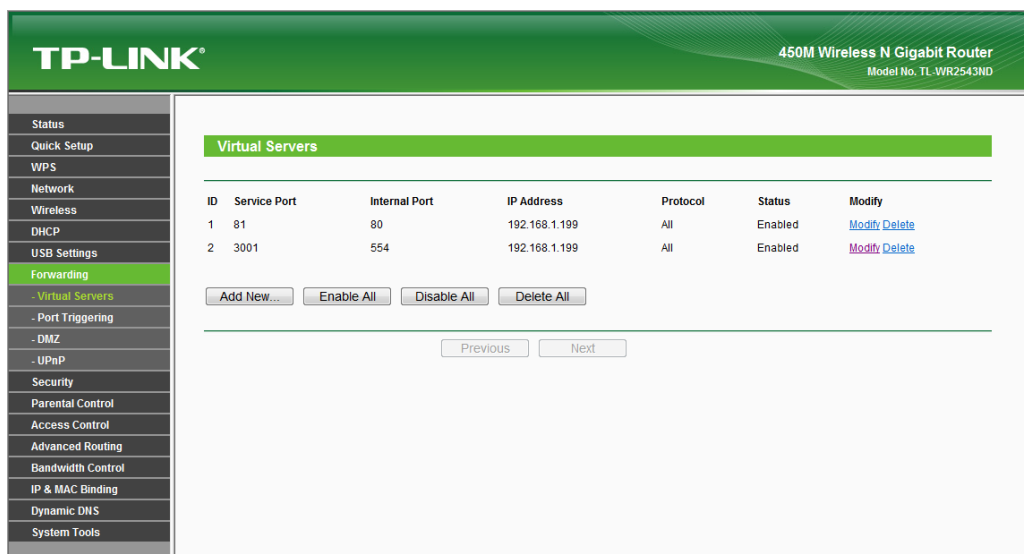 TP-LINK®
450M Wireless N Gigabit Router
Model No. TL-WR2543ND
Status
Quick Setup
WPS
Network
Wireless
DHCP
USB Settings
Forwarding
- Virtual Servers
- Port Triggering
- DMZ
- UPnP
Security
Parental Control
Access Control
Advanced Routing
Bandwidth Control
IP & MAC Binding
Dynamic DNS
System Tools
Virtual Servers
ID Service Port Internal Port IP Address Protocol Status Modify
1 81 80 192.168.1.199 All Enabled Modify Delete
2 3001 554 192.168.1.199 All Enabled Modify Delete
Add New... Enable All Disable All Delete All
Previous Next